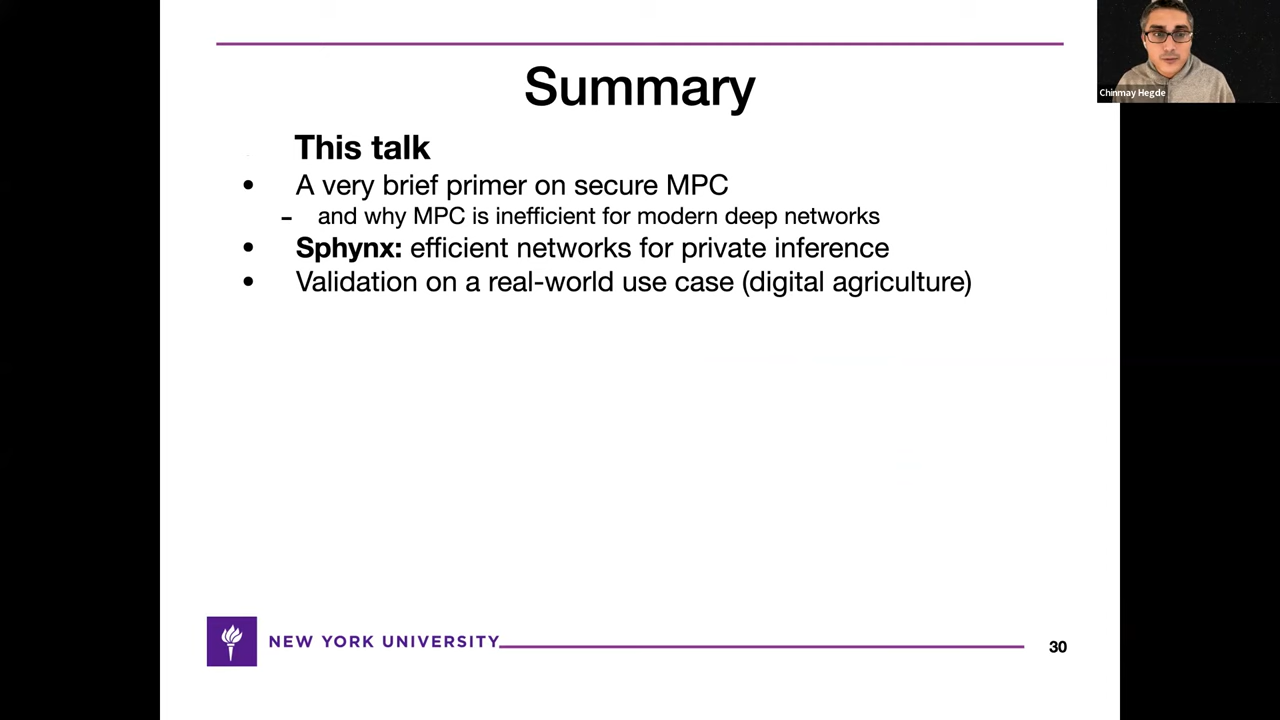 Summary
Chinmay Hegde
This talk
• A very brief primer on secure MPC
- and why MPC is inefficient for modern deep networks
• Sphynx: efficient networks for private inference
• Validation on a real-world use case (digital agriculture)
NEW YORK UNIVERSITY
30